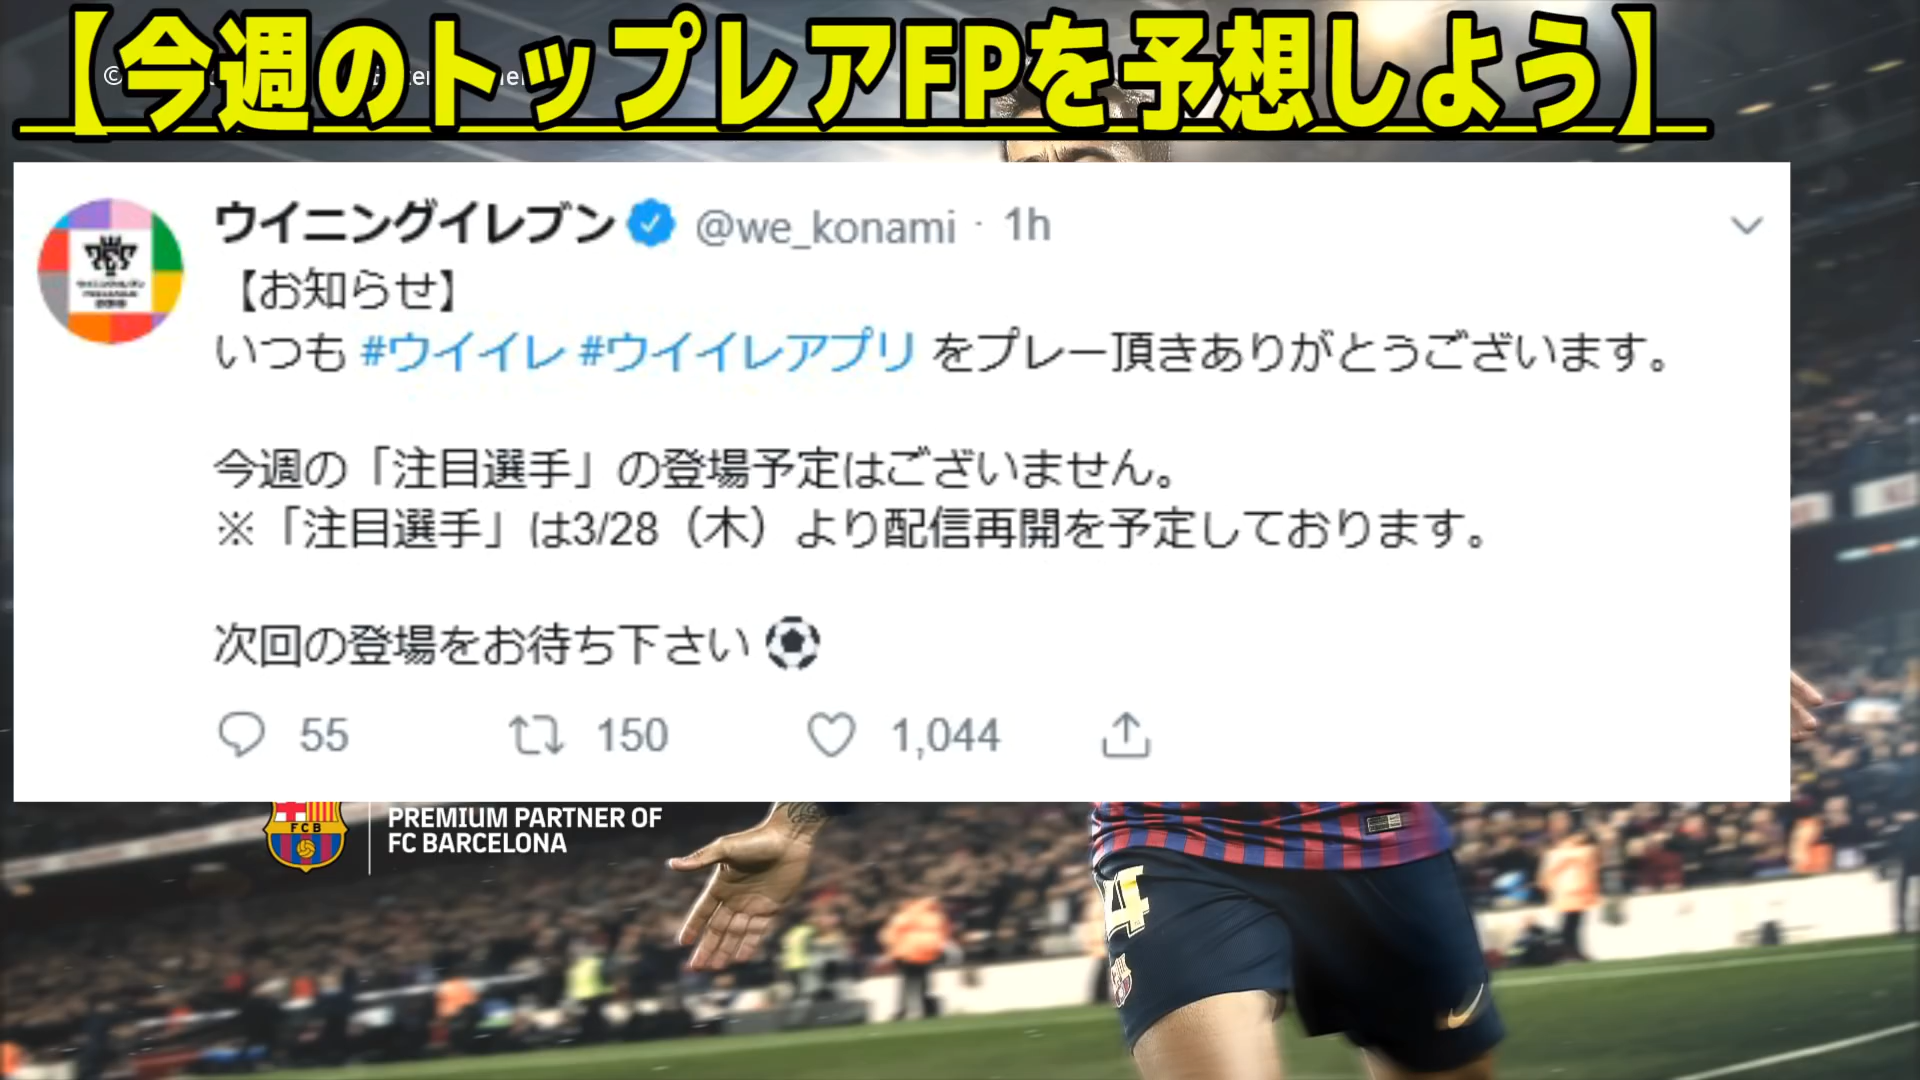 【今週のトップレアFPを予想しよう】
ウイニングイレブン @we_konami · 1h
【お知らせ】
いつも #ウイイレ #ウイイレアプリ をプレー頂きありがとうございます。
今週の「注目選手」の登場予定はございません。
※「注目選手」は3/28（木）より配信再開を予定しております。
次回の登場をお待ち下さい
55 150 1,044
FCB
PREMIUM PARTNER OF
FC BARCELONA
4